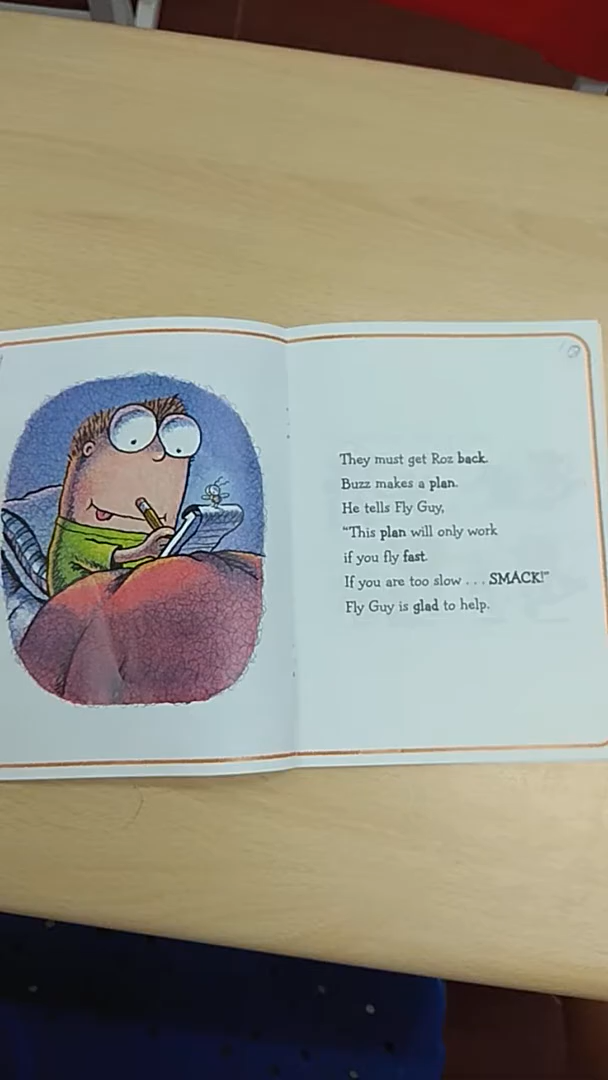 They must get Roz back.
Buzz makes a plan.
He tells Fly Guy,
“This plan will only work
if you fly fast.
If you are too slow . . . SMACK!”
Fly Guy is glad to help.